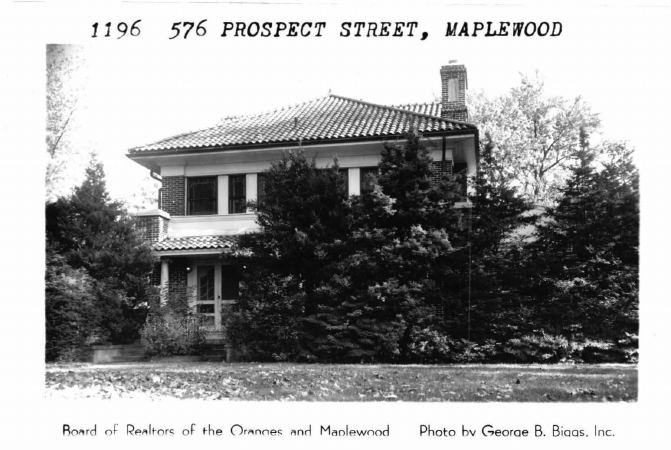 1196 576 PROSPECT STREET, MAPLEWOOD
Board of Realtors of the Oranges and Maplewood Photo by George B. Biggs, Inc.